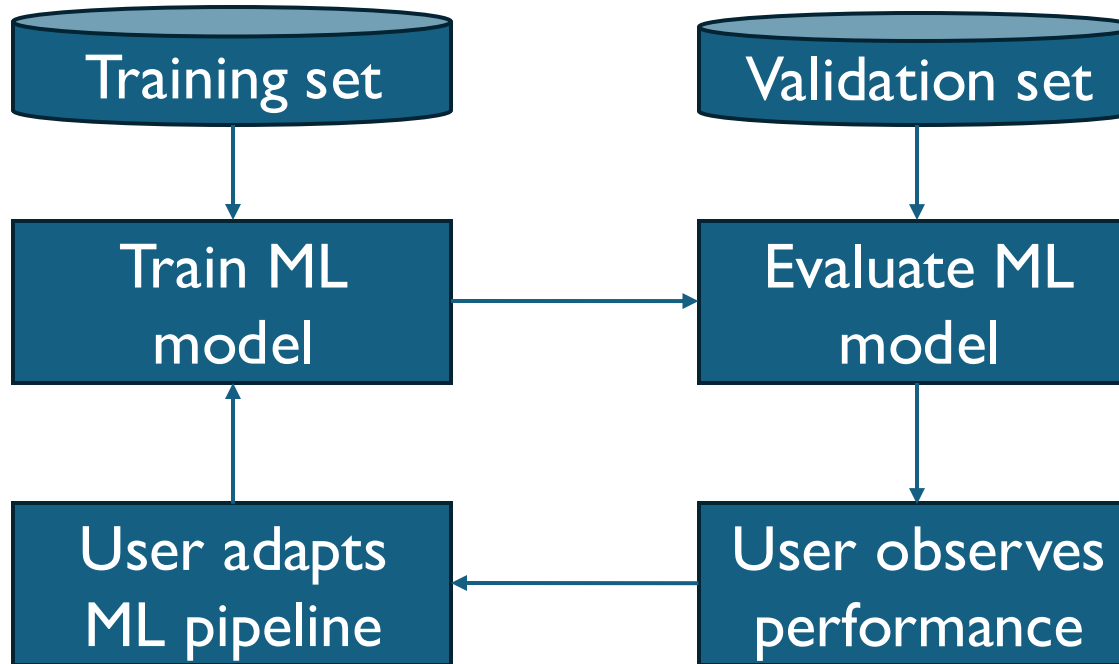 Training set
Validation set
Train ML
model
Evaluate ML
model
User adapts
ML pipeline
User observes
performance